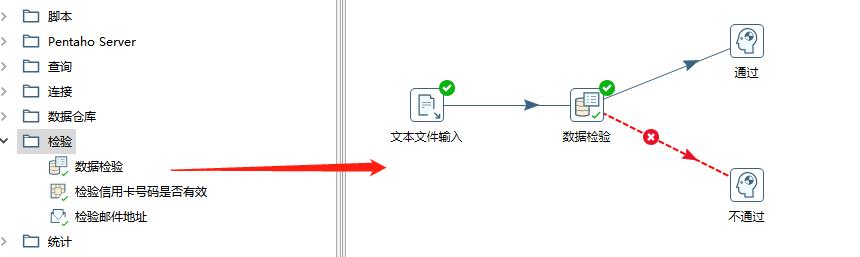 脚本
Pentaho Server
查询
连接
数据仓库
检验
数据检验
检验信用卡号码是否有效
检验邮件地址
统计
文本文件输入
数据检验
通过
不通过